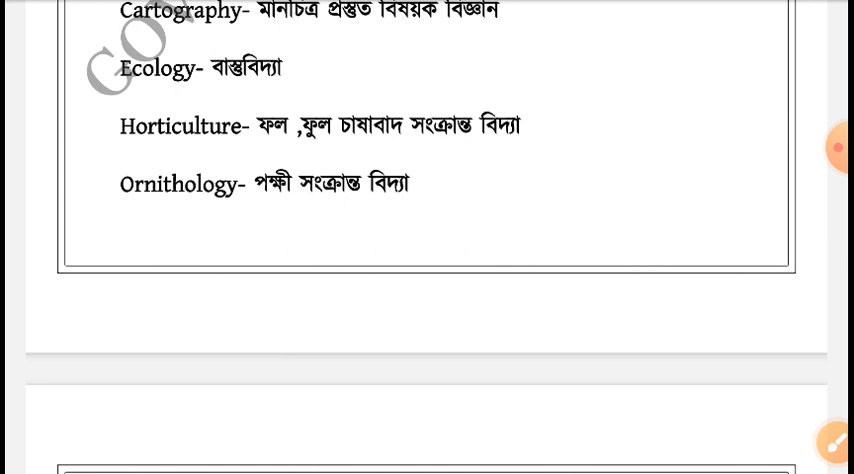 Cartography- মানচিত্র প্রস্তুত বিষয়ক বিজ্ঞান
Ecology- বাস্তুবিদ্যা
Horticulture- ফল ,ফুল চাষাবাদ সংক্রান্ত বিদ্যা
Ornithology- পক্ষী সংক্রান্ত বিদ্যা